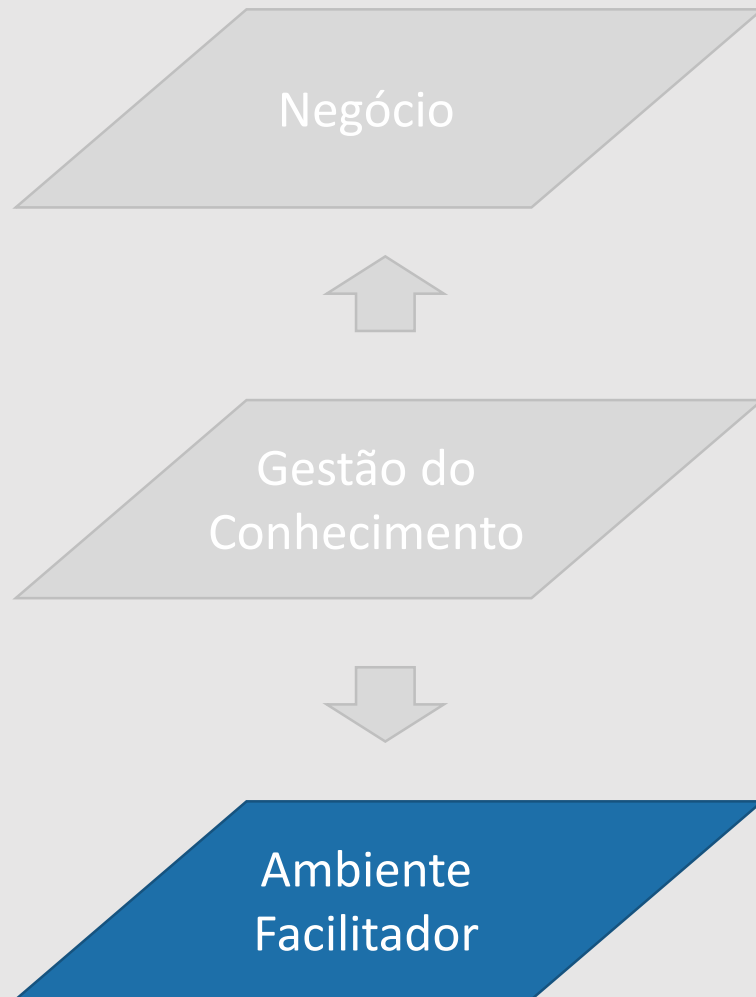 Negócio
Gestão do
Conhecimento
Ambiente
Facilitador